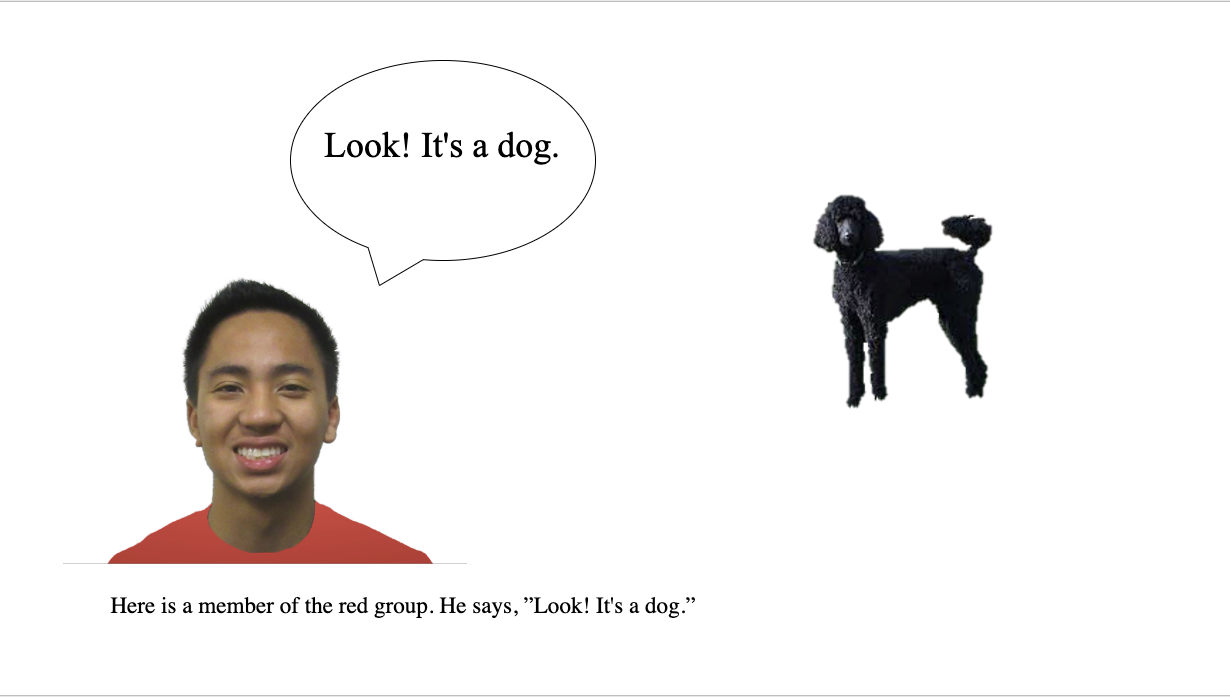 Look! It's a dog.
Here is a member of the red group. He says, ”Look! It's a dog.”